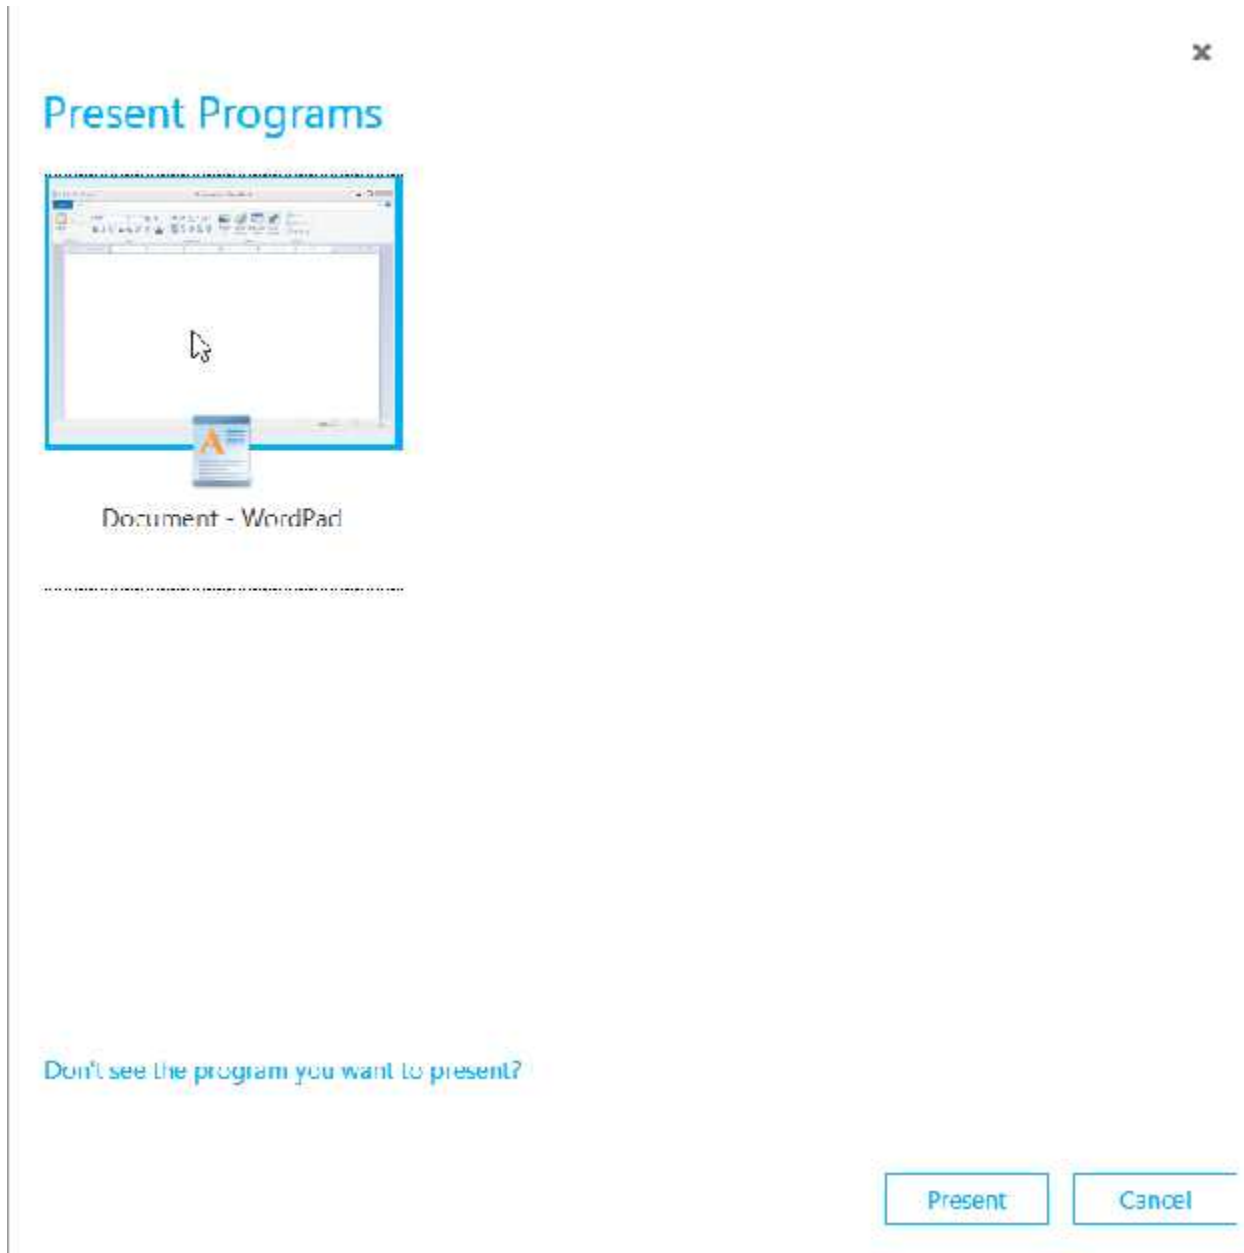 Present Programs
A
Document - WordPad
Don't see the program you want to present?
Present
Cancel